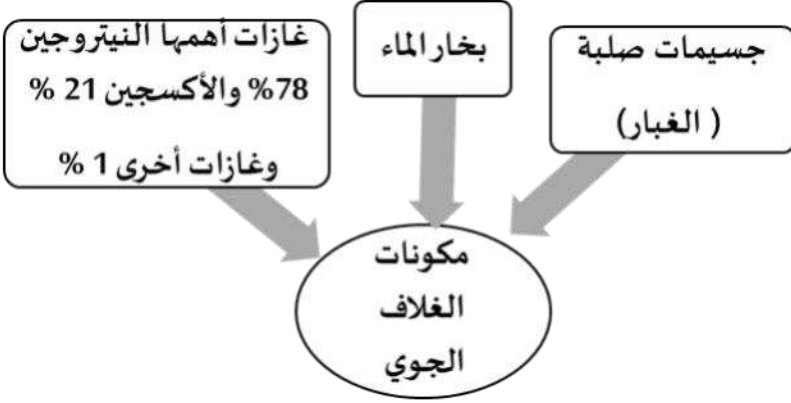 جسيمات صلبة
( الغبار)
بخار الماء
غازات أهمها النيتروجين
78% والأكسجين 21 %
وغازات أخرى 1 %
مكونات
الغلاف
الجوي